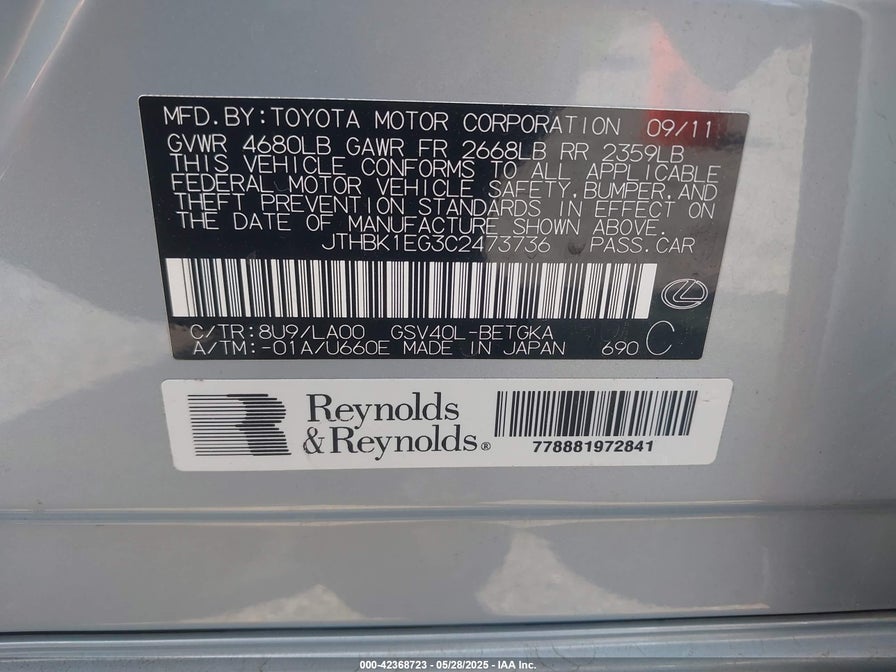 MFD.BY:TOYOTA MOTOR CORPORATION 09/11
GVWR 4680LB GAWR FR 2668LB RR 2359LB
THIS VEHICLE CONFORMS TO ALL APPLICABLE
FEDERAL MOTOR VEHICLE SAFETY,BUMPER,AND
THEFT PREVENTION STANDARDS IN EFFECT ON
THE DATE OF MANUFACTURE SHOWN ABOVE.
JTHBK1EG3C2473736 PASS.CAR
C/TR:8U9/LA00 GSV40L-BETGKA
A/TM:-01A/U660E MADE IN JAPAN 690 C
Reynolds
& Reynolds®
778881972841
000-42368723 - 05/28/2025 - IAA Inc.